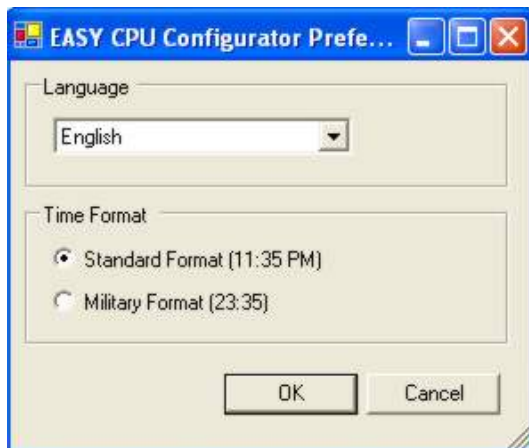 EASY CPU Configurator Prefe...
Language
English
Time Format
Standard Format (11:35 PM)
Military Format (23:35)
OK
Cancel